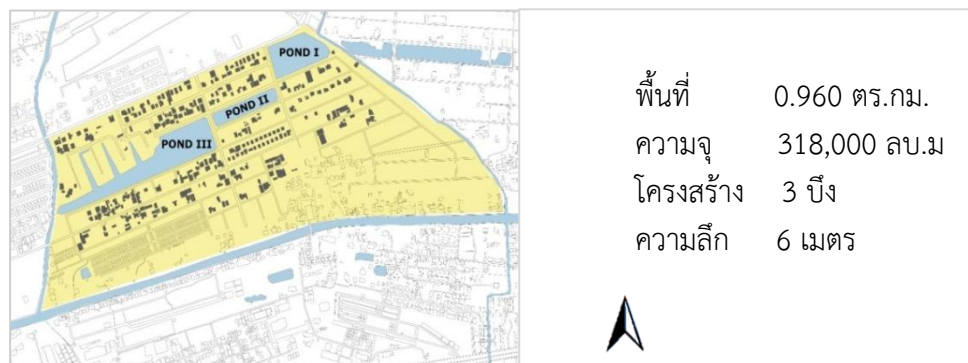 POND I
POND II
POND III
พื้นที่ 0.960 ตร.กม.
ความจุ 318,000 ลบ.ม
โครงสร้าง 3 บึง
ความลึก 6 เมตร